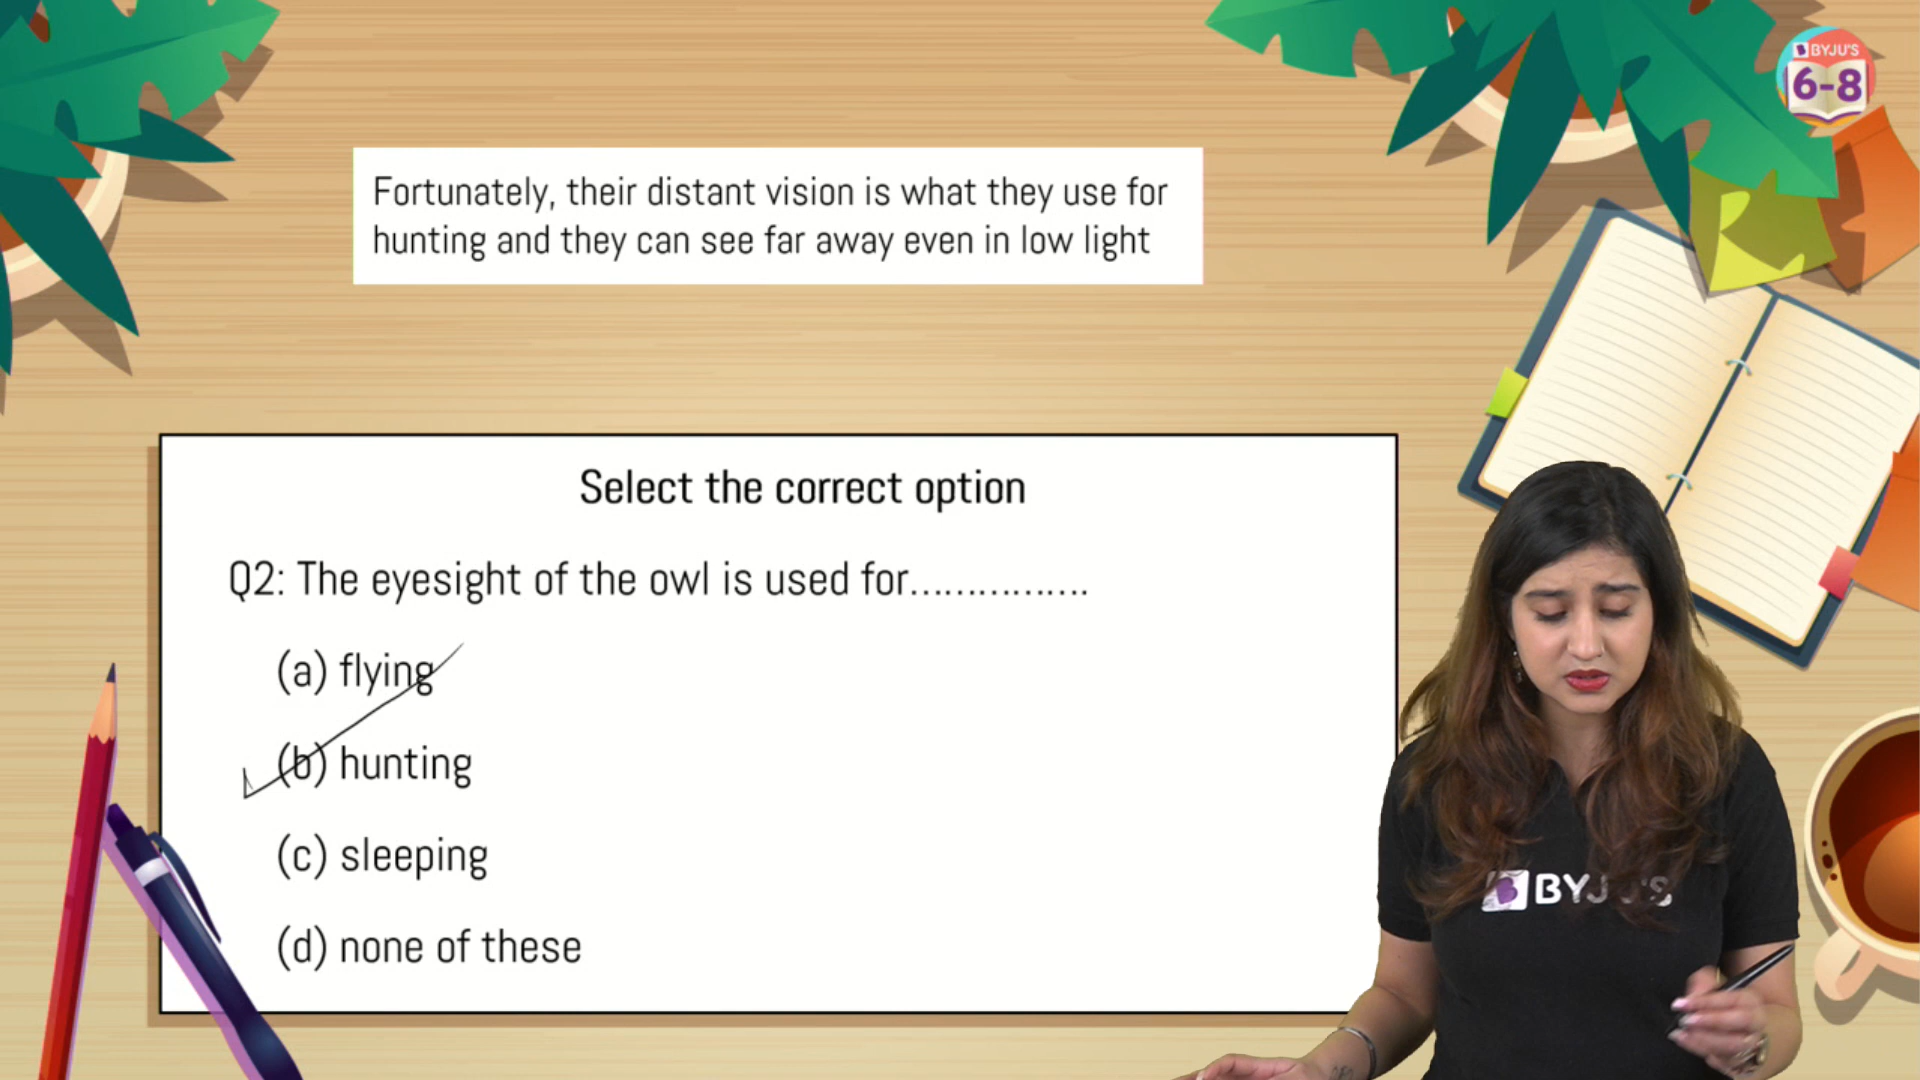 BYJU'S
6-8
Fortunately, their distant vision is what they use for
hunting and they can see far away even in low light
Select the correct option
Q2: The eyesight of the owl is used for................
(a) flying
(b) hunting
(c) sleeping
(d) none of these
BYJU'S